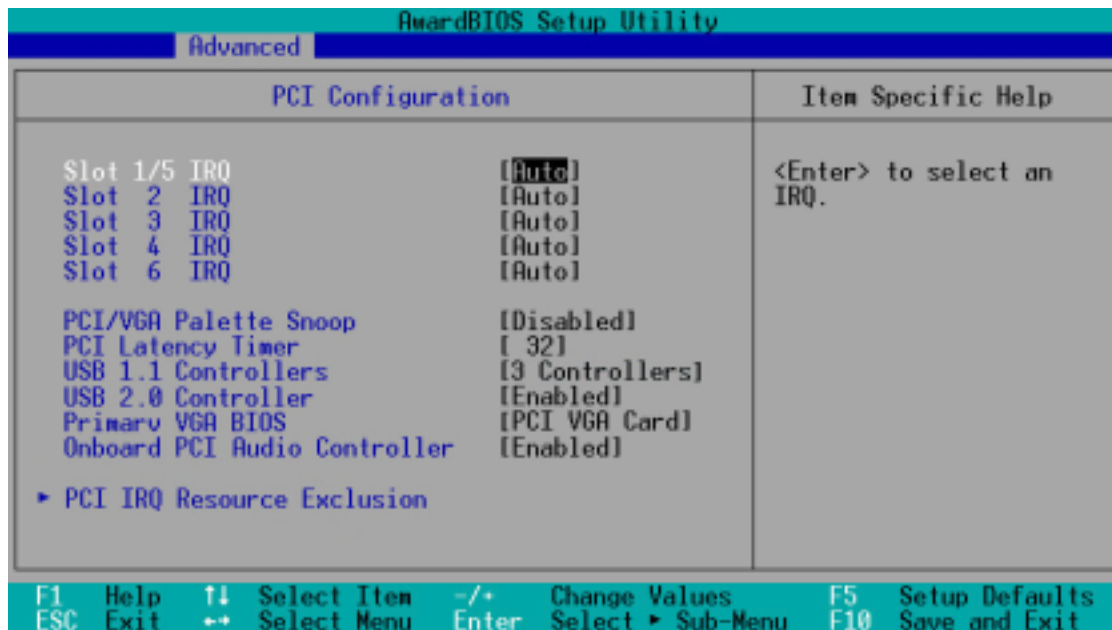 AwardBIOS Setup Utility
Advanced
PCI Configuration
Item Specific Help
Slot 1/5 IRQ [Auto]
Slot 2 IRQ [Auto]
Slot 3 IRQ [Auto]
Slot 4 IRQ [Auto]
Slot 6 IRQ [Auto]
PCI/VGA Palette Snoop [Disabled]
PCI Latency Timer [ 32]
USB 1.1 Controllers [3 Controllers]
USB 2.0 Controller [Enabled]
Primary VGA BIOS [PCI VGA Card]
Onboard PCI Audio Controller [Enabled]
▸ PCI IRQ Resource Exclusion
<Enter> to select an
IRQ.
F1 Help ↑↓ Select Item -/+ Change Values F5 Setup Defaults
ESC Exit ←→ Select Menu Enter Select ▸ Sub-Menu F10 Save and Exit